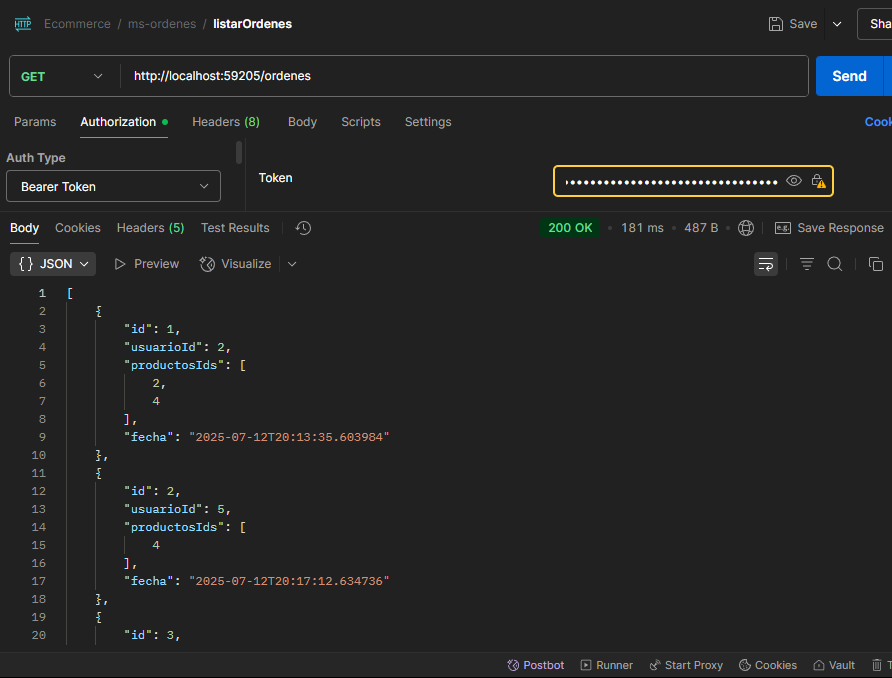 HTTP Ecommerce / ms-ordenes / listarOrdenes Save Sha
GET http://localhost:59205/ordenes Send
Params Authorization Headers (8) Body Scripts Settings Cook
Auth Type
Bearer Token
Token
Body Cookies Headers (5) Test Results 200 OK • 181 ms • 487 B e.g. Save Response
{} JSON Preview Visualize
1 [
2 {
3 "id": 1,
4 "usuarioId": 2,
5 "productosIds": [
6 2,
7 4
8 ],
9 "fecha": "2025-07-12T20:13:35.603984"
10 },
11 {
12 "id": 2,
13 "usuarioId": 5,
14 "productosIds": [
15 4
16 ],
17 "fecha": "2025-07-12T20:17:12.634736"
18 },
19 {
20 "id": 3,
Postbot Runner Start Proxy Cookies Vault T